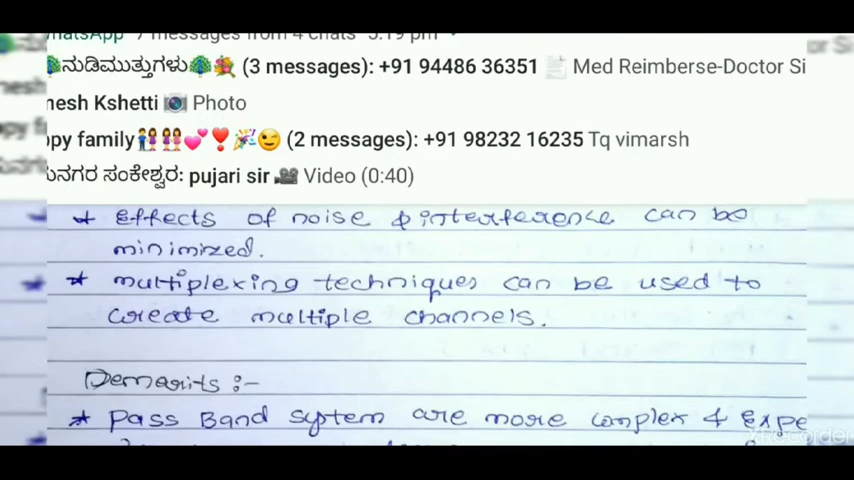 WhatsApp 7 messages from 4 chats 5:19 pm
ನುಡಿಮುತ್ತುಗಳು🦚💐 (3 messages): +91 94486 36351 📄 Med Reimberse-Doctor Si
nesh Kshetti 📷 Photo
ppy family👫👭💕❣️🎉😉 (2 messages): +91 98232 16235 Tq vimarsh
ನಗರ ಸಂಕೇಶ್ವರ: pujari sir 🎥 Video (0:40)
* Effects of noise & interference can be
minimized.
* multiplexing techniques can be used to
create multiple channels.
Demerits :-
* Pass Band system are more complex & Expe